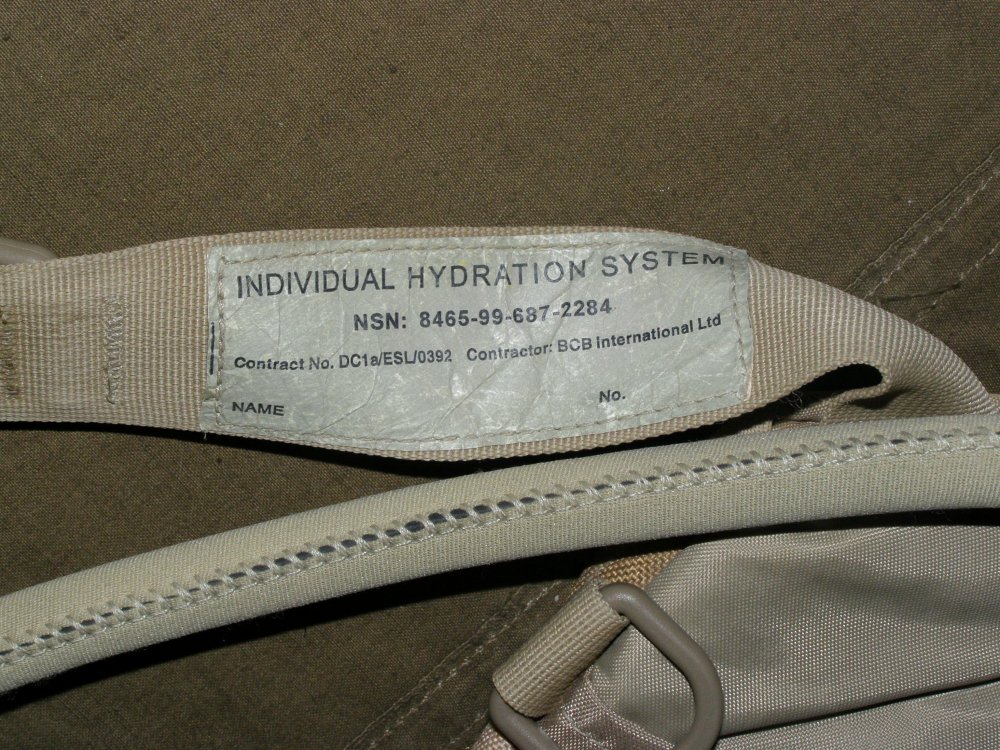 INDIVIDUAL HYDRATION SYSTEM
NSN: 8465-99-687-2284
Contract No. DC1a/ESL/0392 Contractor: BCB International Ltd
NAME No.